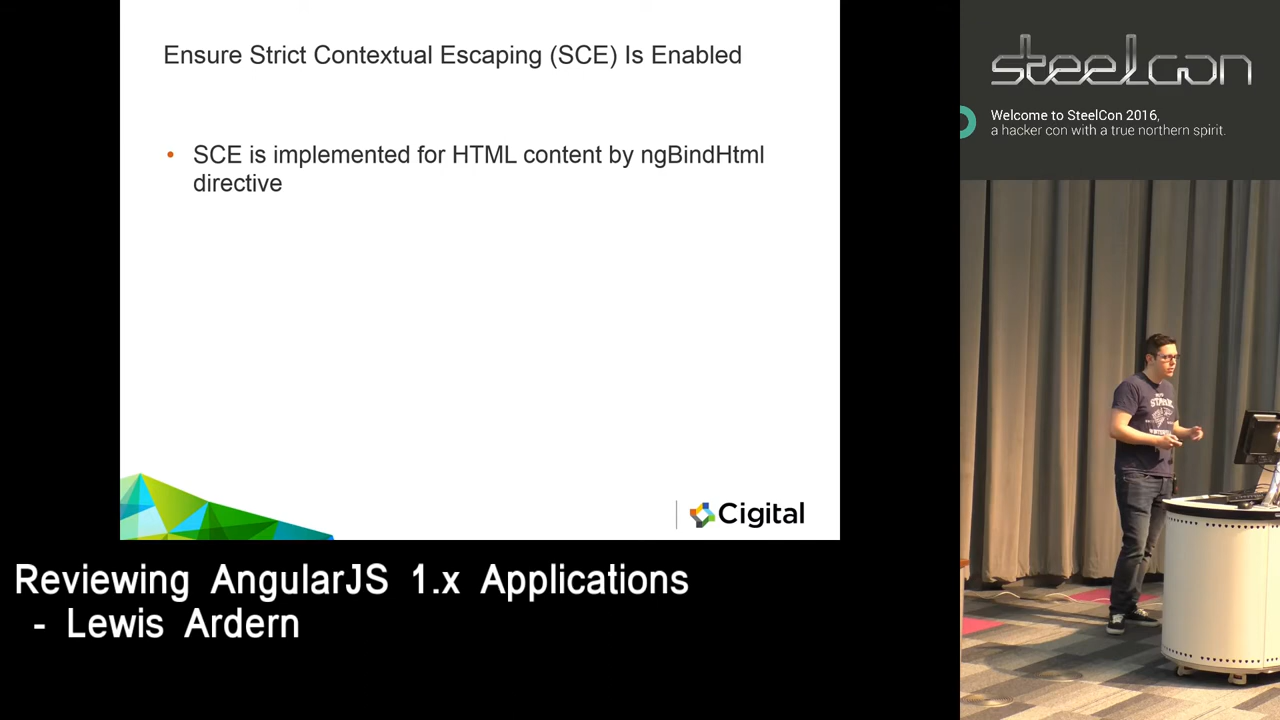 Ensure Strict Contextual Escaping (SCE) Is Enabled
• SCE is implemented for HTML content by ngBindHtml
directive
Cigital
steelcon
Welcome to SteelCon 2016,
a hacker con with a true northern spirit.
Reviewing AngularJS 1.x Applications
- Lewis Ardern